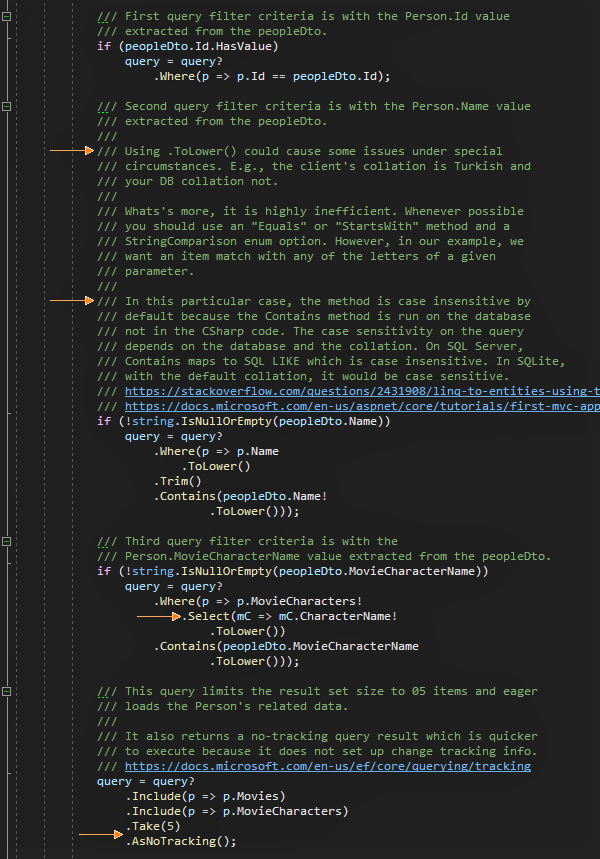 /// First query filter criteria is with the Person.Id value
/// extracted from the peopleDto.
if (peopleDto.Id.HasValue)
query = query?
.Where(p => p.Id == peopleDto.Id);
/// Second query filter criteria is with the Person.Name value
/// extracted from the peopleDto.
///
/// Using .ToLower() could cause some issues under special
/// circumstances. E.g., the client's collation is Turkish and
/// your DB collation not.
///
/// Whats's more, it is highly inefficient. Whenever possible
/// you should use an "Equals" or "StartsWith" method and a
/// StringComparison enum option. However, in our example, we
/// want an item match with any of the letters of a given
/// parameter.
///
/// In this particular case, the method is case insensitive by
/// default because the Contains method is run on the database
/// not in the CSharp code. The case sensitivity on the query
/// depends on the database and the collation. On SQL Server,
/// Contains maps to SQL LIKE which is case insensitive. In SQLite,
/// with the default collation, it would be case sensitive.
/// https://stackoverflow.com/questions/2431908/linq-to-entities-using-t
/// https://docs.microsoft.com/en-us/aspnet/core/tutorials/first-mvc-app
if (!string.IsNullOrEmpty(peopleDto.Name))
query = query?
.Where(p => p.Name
.ToLower()
.Trim()
.Contains(peopleDto.Name!
.ToLower()));
/// Third query filter criteria is with the
/// Person.MovieCharacterName value extracted from the peopleDto.
if (!string.IsNullOrEmpty(peopleDto.MovieCharacterName))
query = query?
.Where(p => p.MovieCharacters!
.Select(mC => mC.CharacterName!
.ToLower())
.Contains(peopleDto.MovieCharacterName
.ToLower()));
/// This query limits the result set size to 05 items and eager
/// loads the Person's related data.
///
/// It also returns a no-tracking query result which is quicker
/// to execute because it does not set up change tracking info.
/// https://docs.microsoft.com/en-us/ef/core/querying/tracking
query = query?
.Include(p => p.Movies)
.Include(p => p.MovieCharacters)
.Take(5)
.AsNoTracking();